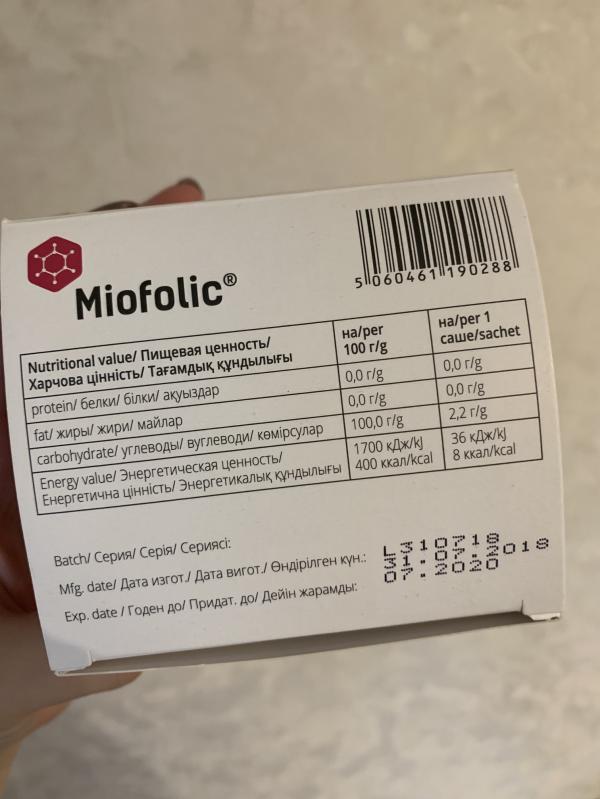 Miofolic®
5 060461 190288
Nutritional value/ Пищевая ценность/
Харчова цінність/ Тағамдық құндылығы
на/per
100 г/g
на/per 1
саше/sachet
protein/ белки/ білки/ ақуыздар
0,0 г/g
0,0 г/g
fat/ жиры/ жири/ майлар
0,0 г/g
0,0 г/g
carbohydrate/ углеводы/ вуглеводи/ көмірсулар
100,0 г/g
2,2 г/g
Energy value/ Энергетическая ценность/
Енергетична цінність/ Энергетикалық құндылығы
1700 кДж/kJ
400 ккал/kcal
36 кДж/kJ
8 ккал/kcal
Batch/ Серия/ Серія/ Сериясі:
L310718
Mfg. date/ Дата изгот./ Дата вигот./ Өндірілген күн.:
31.07.2018
Exp. date / Годен до/ Придат. до/ Дейін жарамды:
07.2020